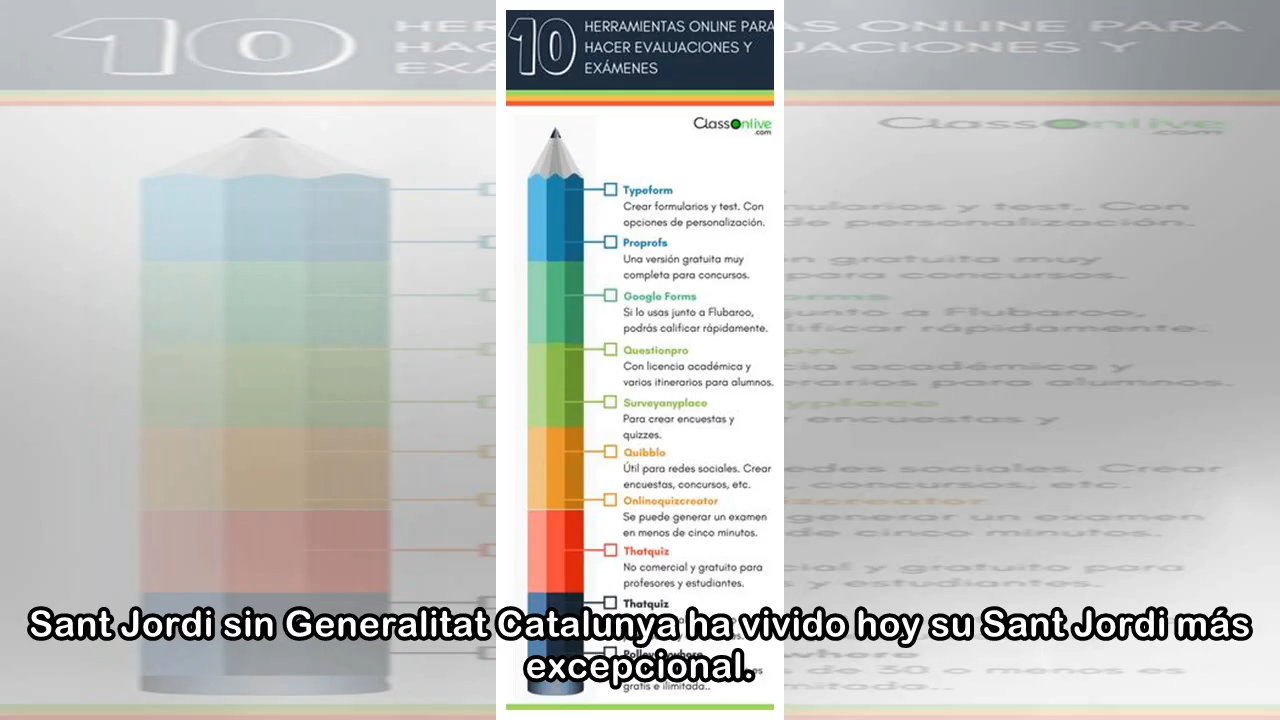 10
HERRAMIENTAS ONLINE PARA
HACER EVALUACIONES Y
EXÁMENES
ClassOnlive
.com
Typeform
Crear formularios y test. Con
opciones de personalización.
Proprofs
Una versión gratuita muy
completa para concursos.
Google Forms
Si lo usas junto a Flubaroo,
podrás calificar rápidamente.
Questionpro
Con licencia académica y
varios itinerarios para alumnos.
Surveyanyplace
Para crear encuestas y
quizzes.
Quibblo
Útil para redes sociales. Crear
encuestas, concursos, etc.
Onlinequizcreator
Se puede generar un examen
en menos de cinco minutos.
Thatquiz
No comercial y gratuito para
profesores y estudiantes.
Thatquiz
Sant Jordi sin Generalitat Catalunya ha vivido hoy su Sant Jordi más
excepcional.
gratis e ilimitada..